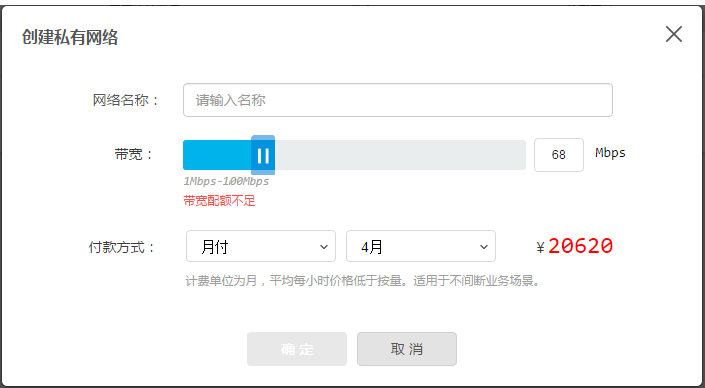 创建私有网络
网络名称： 请输入名称
带宽： 68 Mbps
1Mbps-100Mbps
带宽配额不足
付款方式： 月付 4月 ¥20620
计费单位为月，平均每小时价格低于按量。适用于不间断业务场景。
确 定 取 消